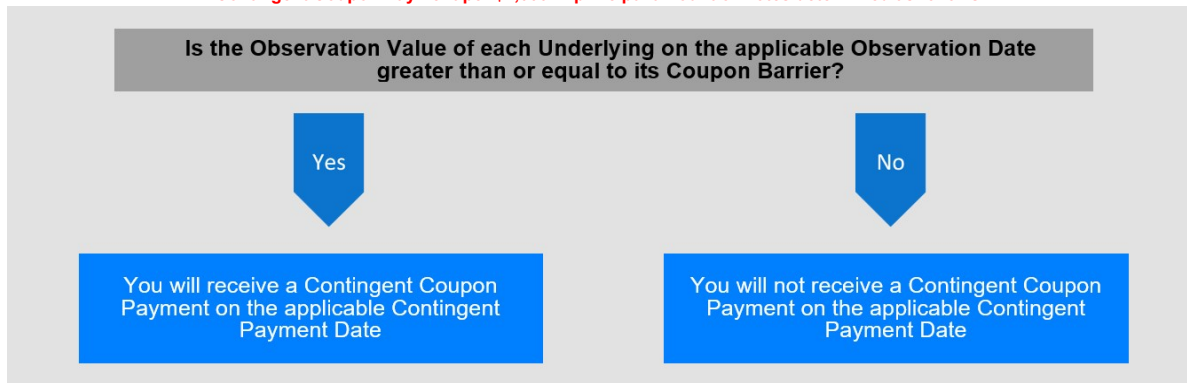 Is the Observation Value of each Underlying on the applicable Observation Date
greater than or equal to its Coupon Barrier?
Yes
No
You will receive a Contingent Coupon
Payment on the applicable Contingent
Payment Date
You will not receive a Contingent Coupon
Payment on the applicable Contingent
Payment Date